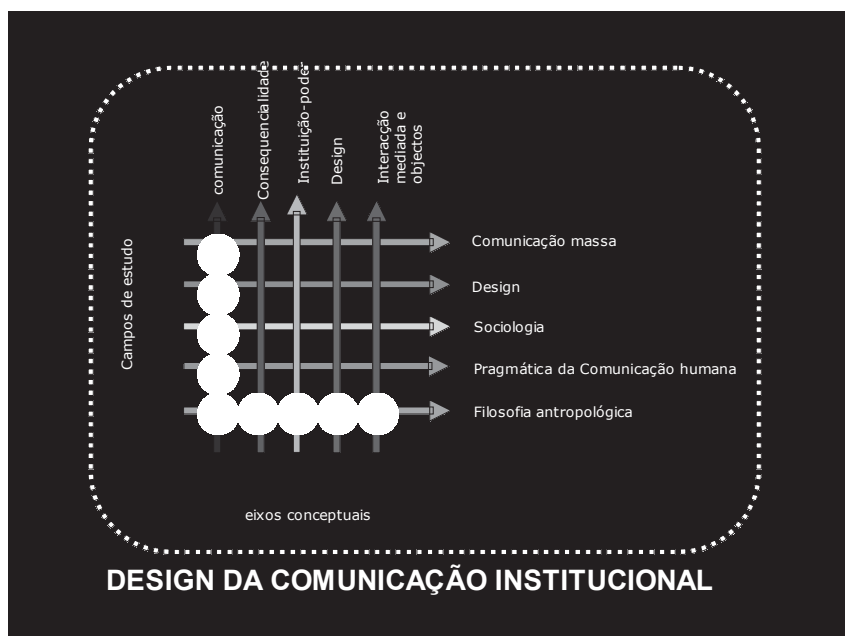 comunicação
Consequencialidade
Instituição-poder
Design
Interacção
mediada e
objectos
Campos de estudo
Comunicação massa
Design
Sociologia
Pragmática da Comunicação humana
Filosofia antropológica
eixos conceptuais
DESIGN DA COMUNICAÇÃO INSTITUCIONAL